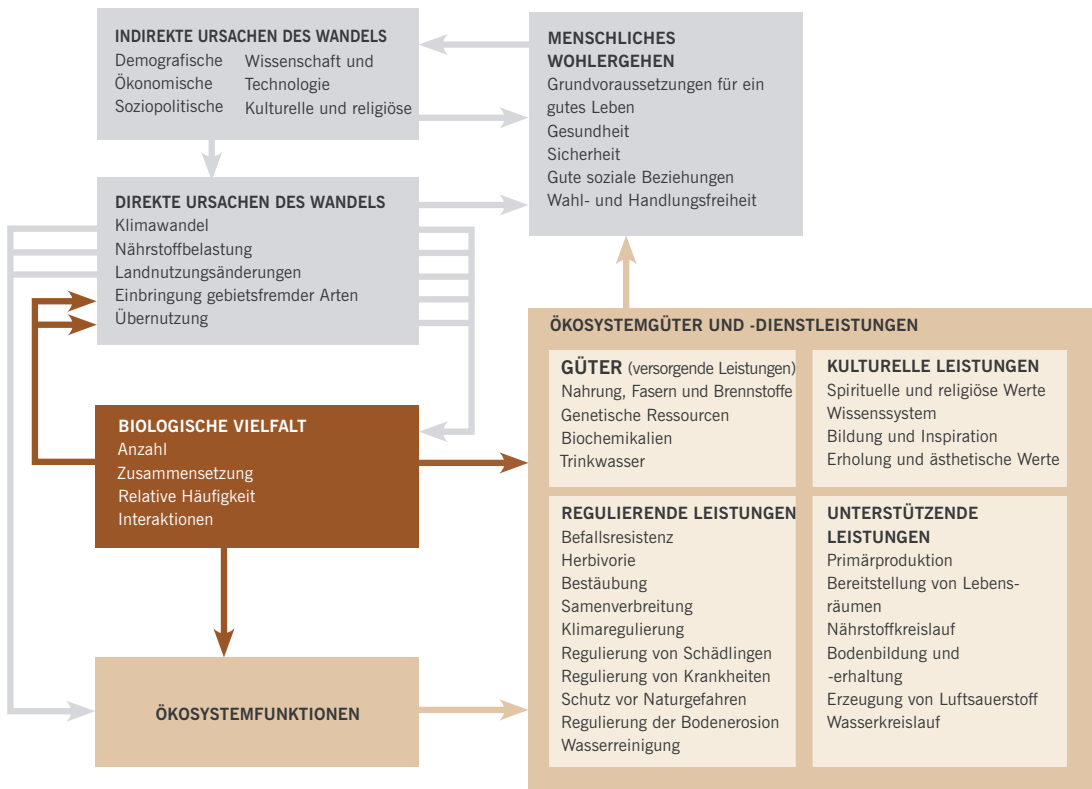 INDIREKTE URSACHEN DES WANDELS
Demografische
Ökonomische
Soziopolitische
Wissenschaft und
Technologie
Kulturelle und religiöse
MENSCHLICHES
WOHLERGEHEN
Grundvoraussetzungen für ein
gutes Leben
Gesundheit
Sicherheit
Gute soziale Beziehungen
Wahl- und Handlungsfreiheit
DIREKTE URSACHEN DES WANDELS
Klimawandel
Nährstoffbelastung
Landnutzungsänderungen
Einbringung gebietsfremder Arten
Übernutzung
BIOLOGISCHE VIELFALT
Anzahl
Zusammensetzung
Relative Häufigkeit
Interaktionen
ÖKOSYSTEMFUNKTIONEN
ÖKOSYSTEMGÜTER UND -DIENSTLEISTUNGEN
GÜTER (versorgende Leistungen)
Nahrung, Fasern und Brennstoffe
Genetische Ressourcen
Biochemikalien
Trinkwasser
KULTURELLE LEISTUNGEN
Spirituelle und religiöse Werte
Wissenssystem
Bildung und Inspiration
Erholung und ästhetische Werte
REGULIERENDE LEISTUNGEN
Befallsresistenz
Herbivorie
Bestäubung
Samenverbreitung
Klimaregulierung
Regulierung von Schädlingen
Regulierung von Krankheiten
Schutz vor Naturgefahren
Regulierung der Bodenerosion
Wasserreinigung
UNTERSTÜTZENDE
LEISTUNGEN
Primärproduktion
Bereitstellung von Lebens-
räumen
Nährstoffkreislauf
Bodenbildung und
-erhaltung
Erzeugung von Luftsauerstoff
Wasserkreislauf